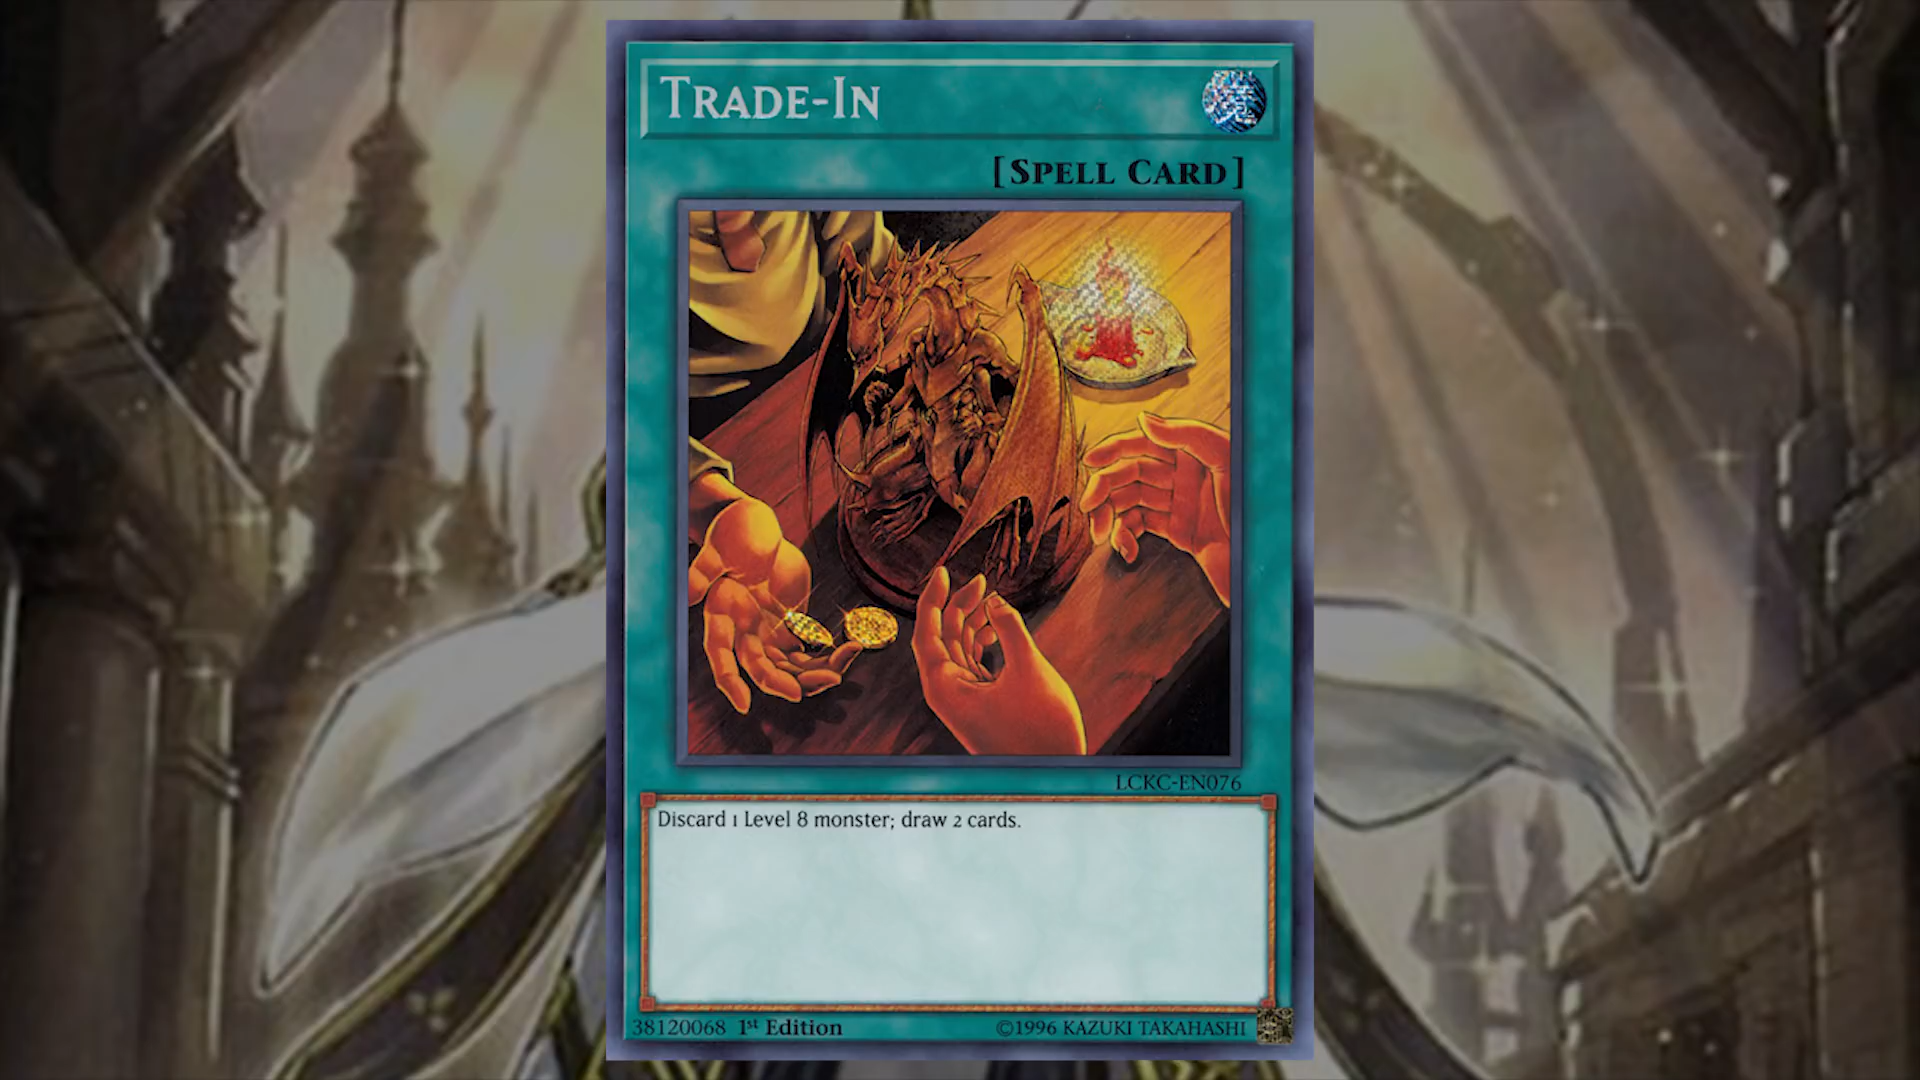 TRADE-IN
[SPELL CARD]
LCKC-EN076
Discard 1 Level 8 monster; draw 2 cards.
38120068 1st Edition
©1996 KAZUKI TAKAHASHI